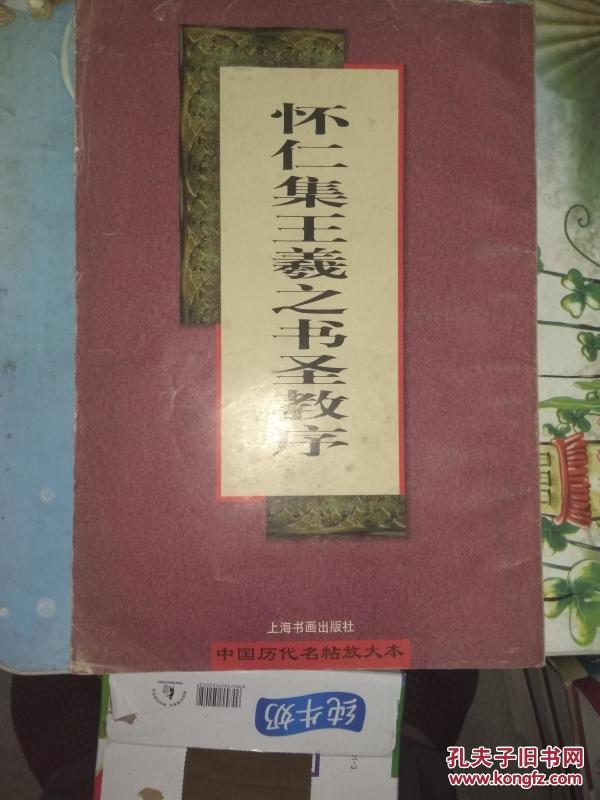 怀仁集王羲之书圣教序
上海书画出版社
中国历代名帖放大本
纯牛奶
孔夫子旧书网
www.kongfz.com